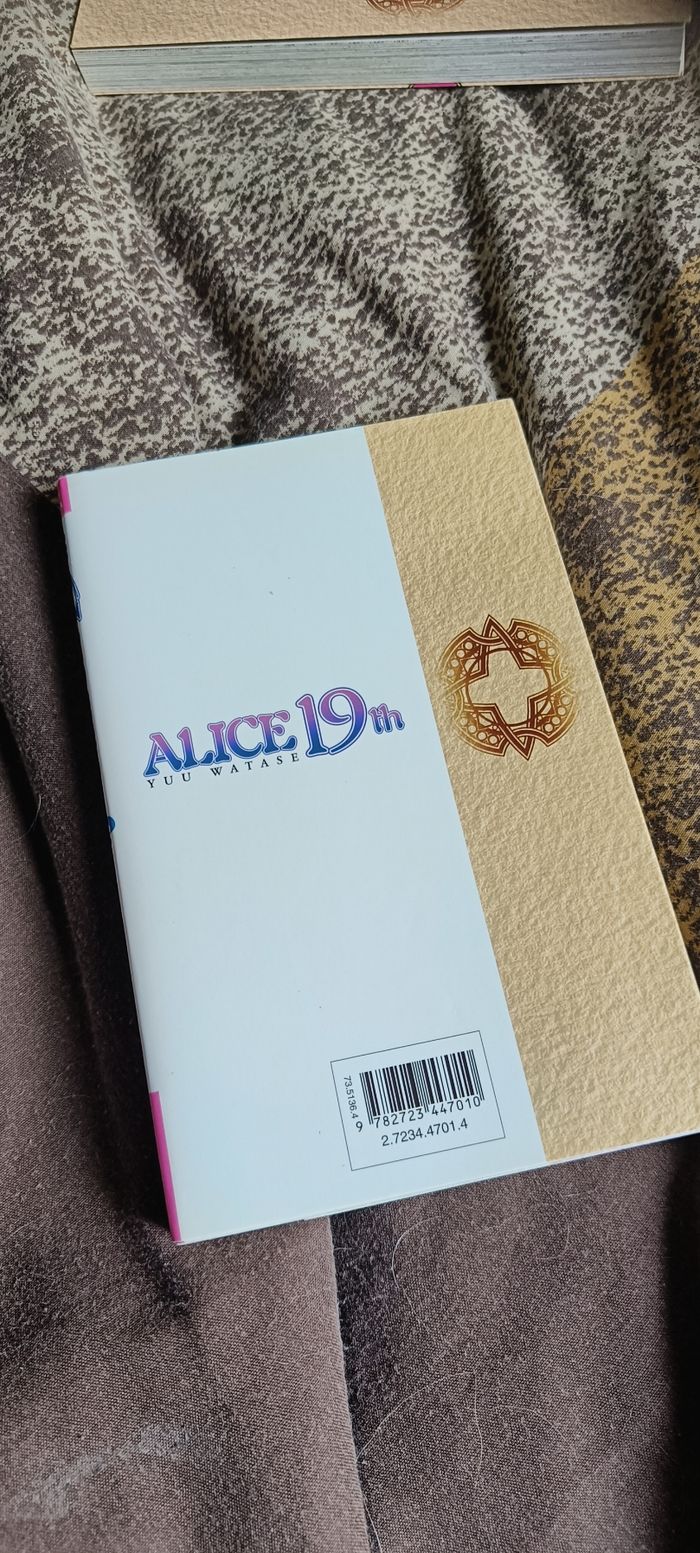 ALICE 19th
YUU WATASE
73.5136.4
9 782723 447010
2.7234.4701.4